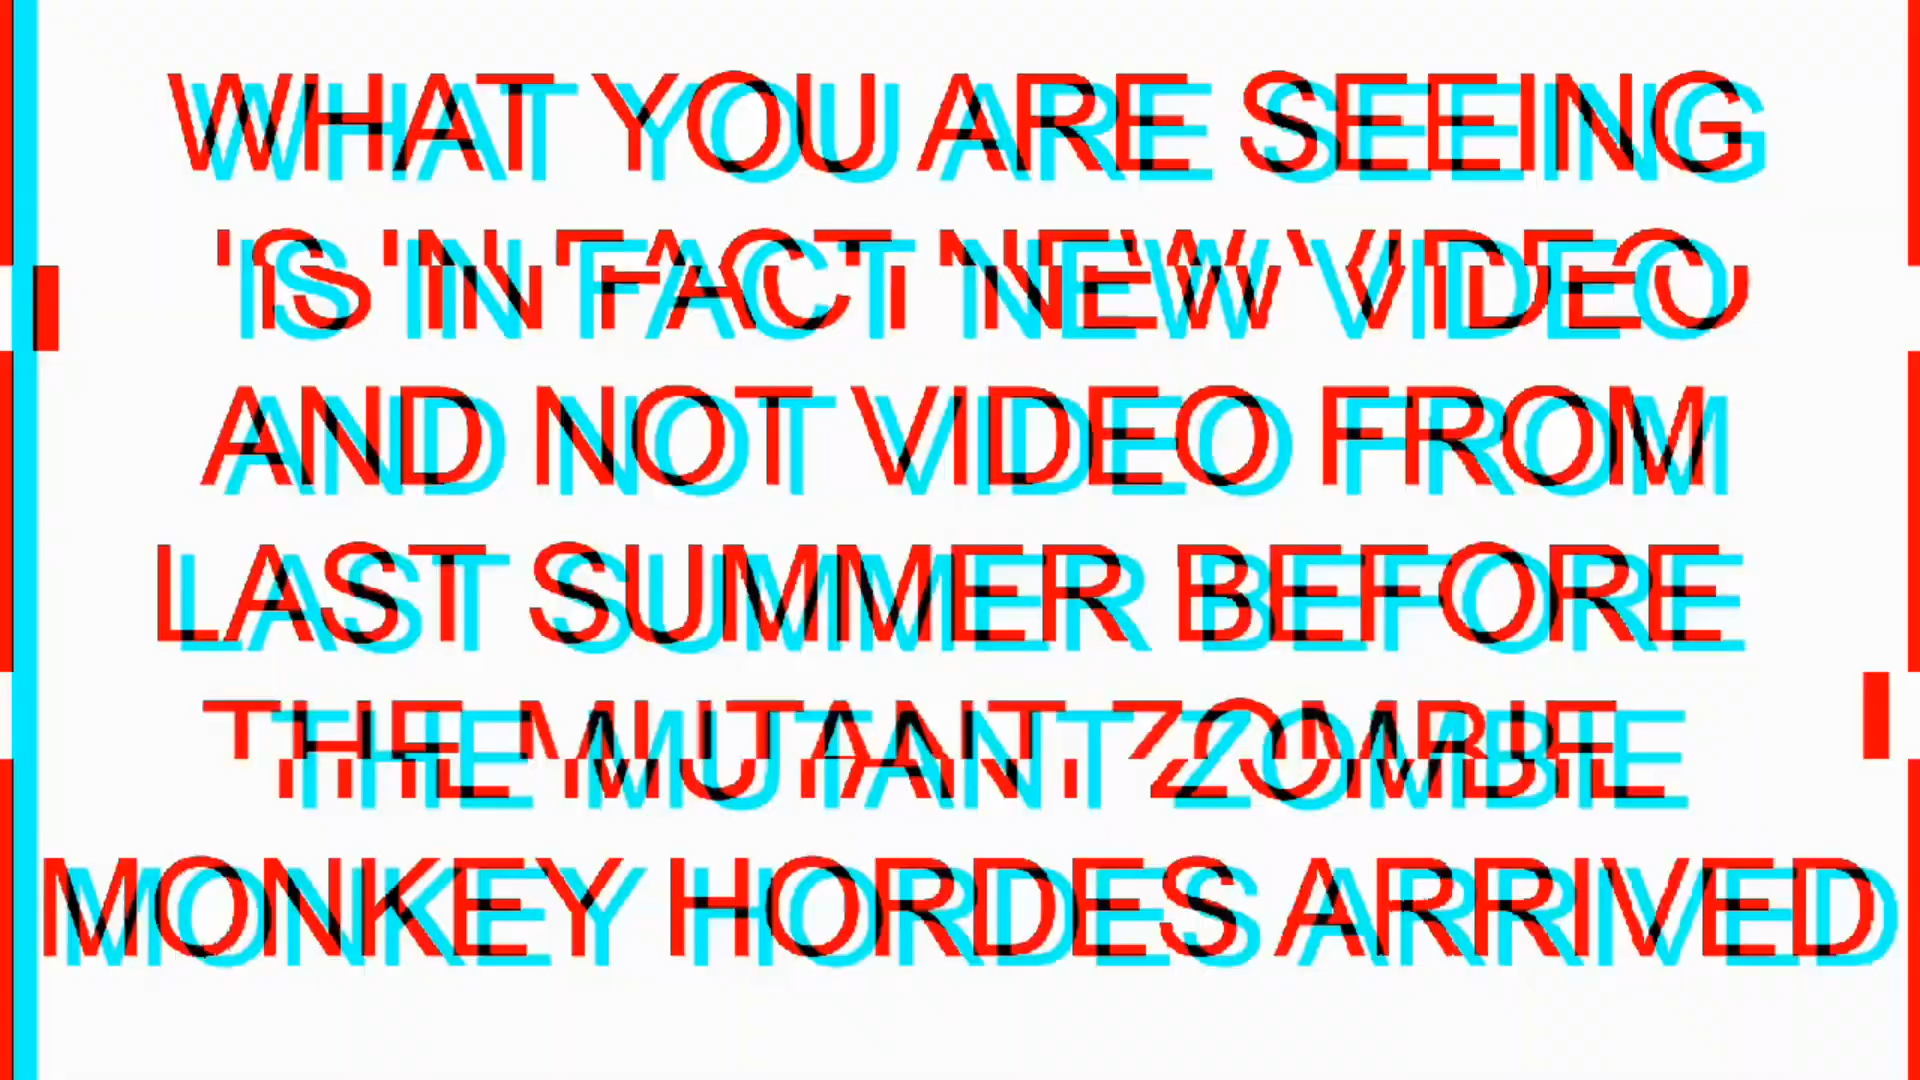 WHAT YOU ARE SEEING
IS IN FACT NEW VIDEO
AND NOT VIDEO FROM
LAST SUMMER BEFORE
THE MUTANT ZOMBIE
MONKEY HORDES ARRIVED